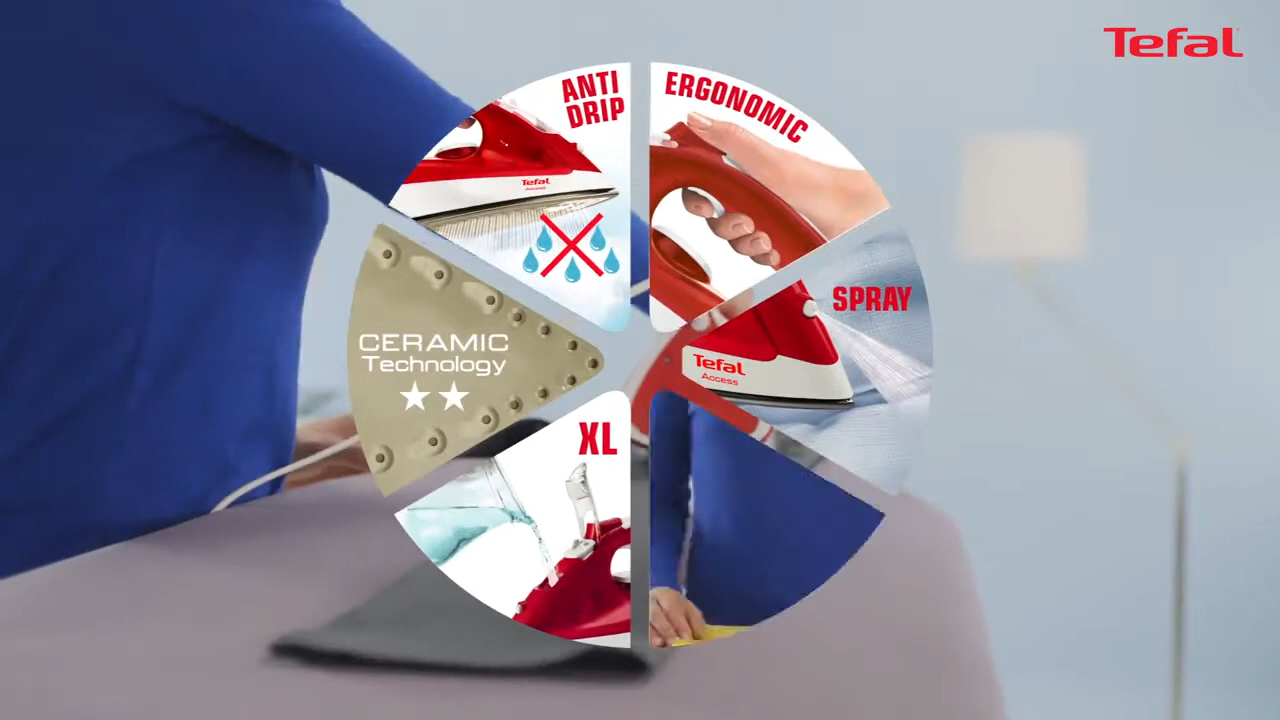 Tefal
ANTI
DRIP
ERGONOMIC
Tefal
Access
SPRAY
CERAMIC
Technology
Tefal
Access
XL